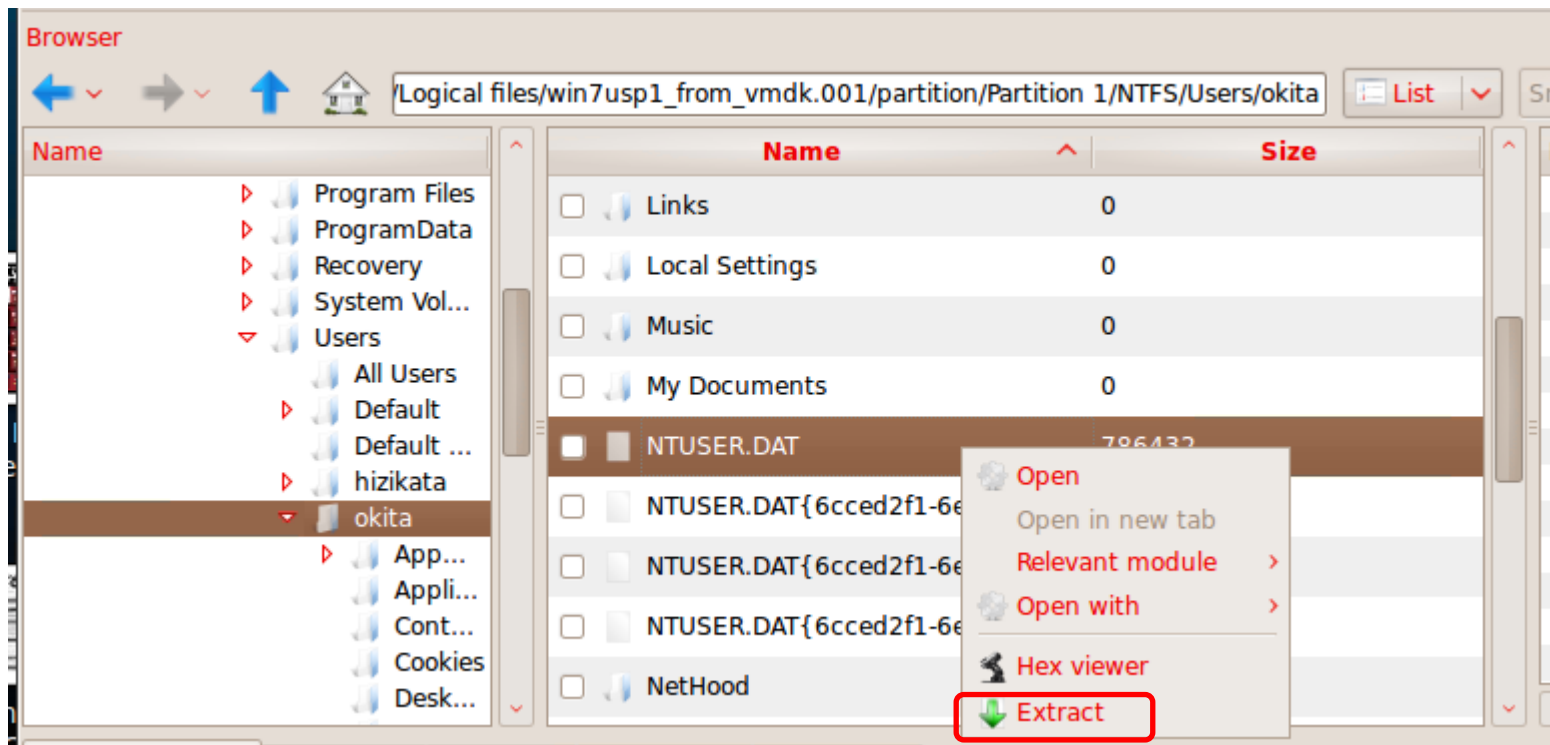 Browser
/Logical files/win7usp1_from_vmdk.001/partition/Partition 1/NTFS/Users/okita
List
Name
Program Files
ProgramData
Recovery
System Vol...
Users
All Users
Default
Default ...
hizikata
okita
App...
Appli...
Cont...
Cookies
Desk...
Name Size
Links 0
Local Settings 0
Music 0
My Documents 0
NTUSER.DAT 786432
NTUSER.DAT{6cced2f1-6e
NTUSER.DAT{6cced2f1-6e
NTUSER.DAT{6cced2f1-6e
NetHood
Open
Open in new tab
Relevant module
Open with
Hex viewer
Extract